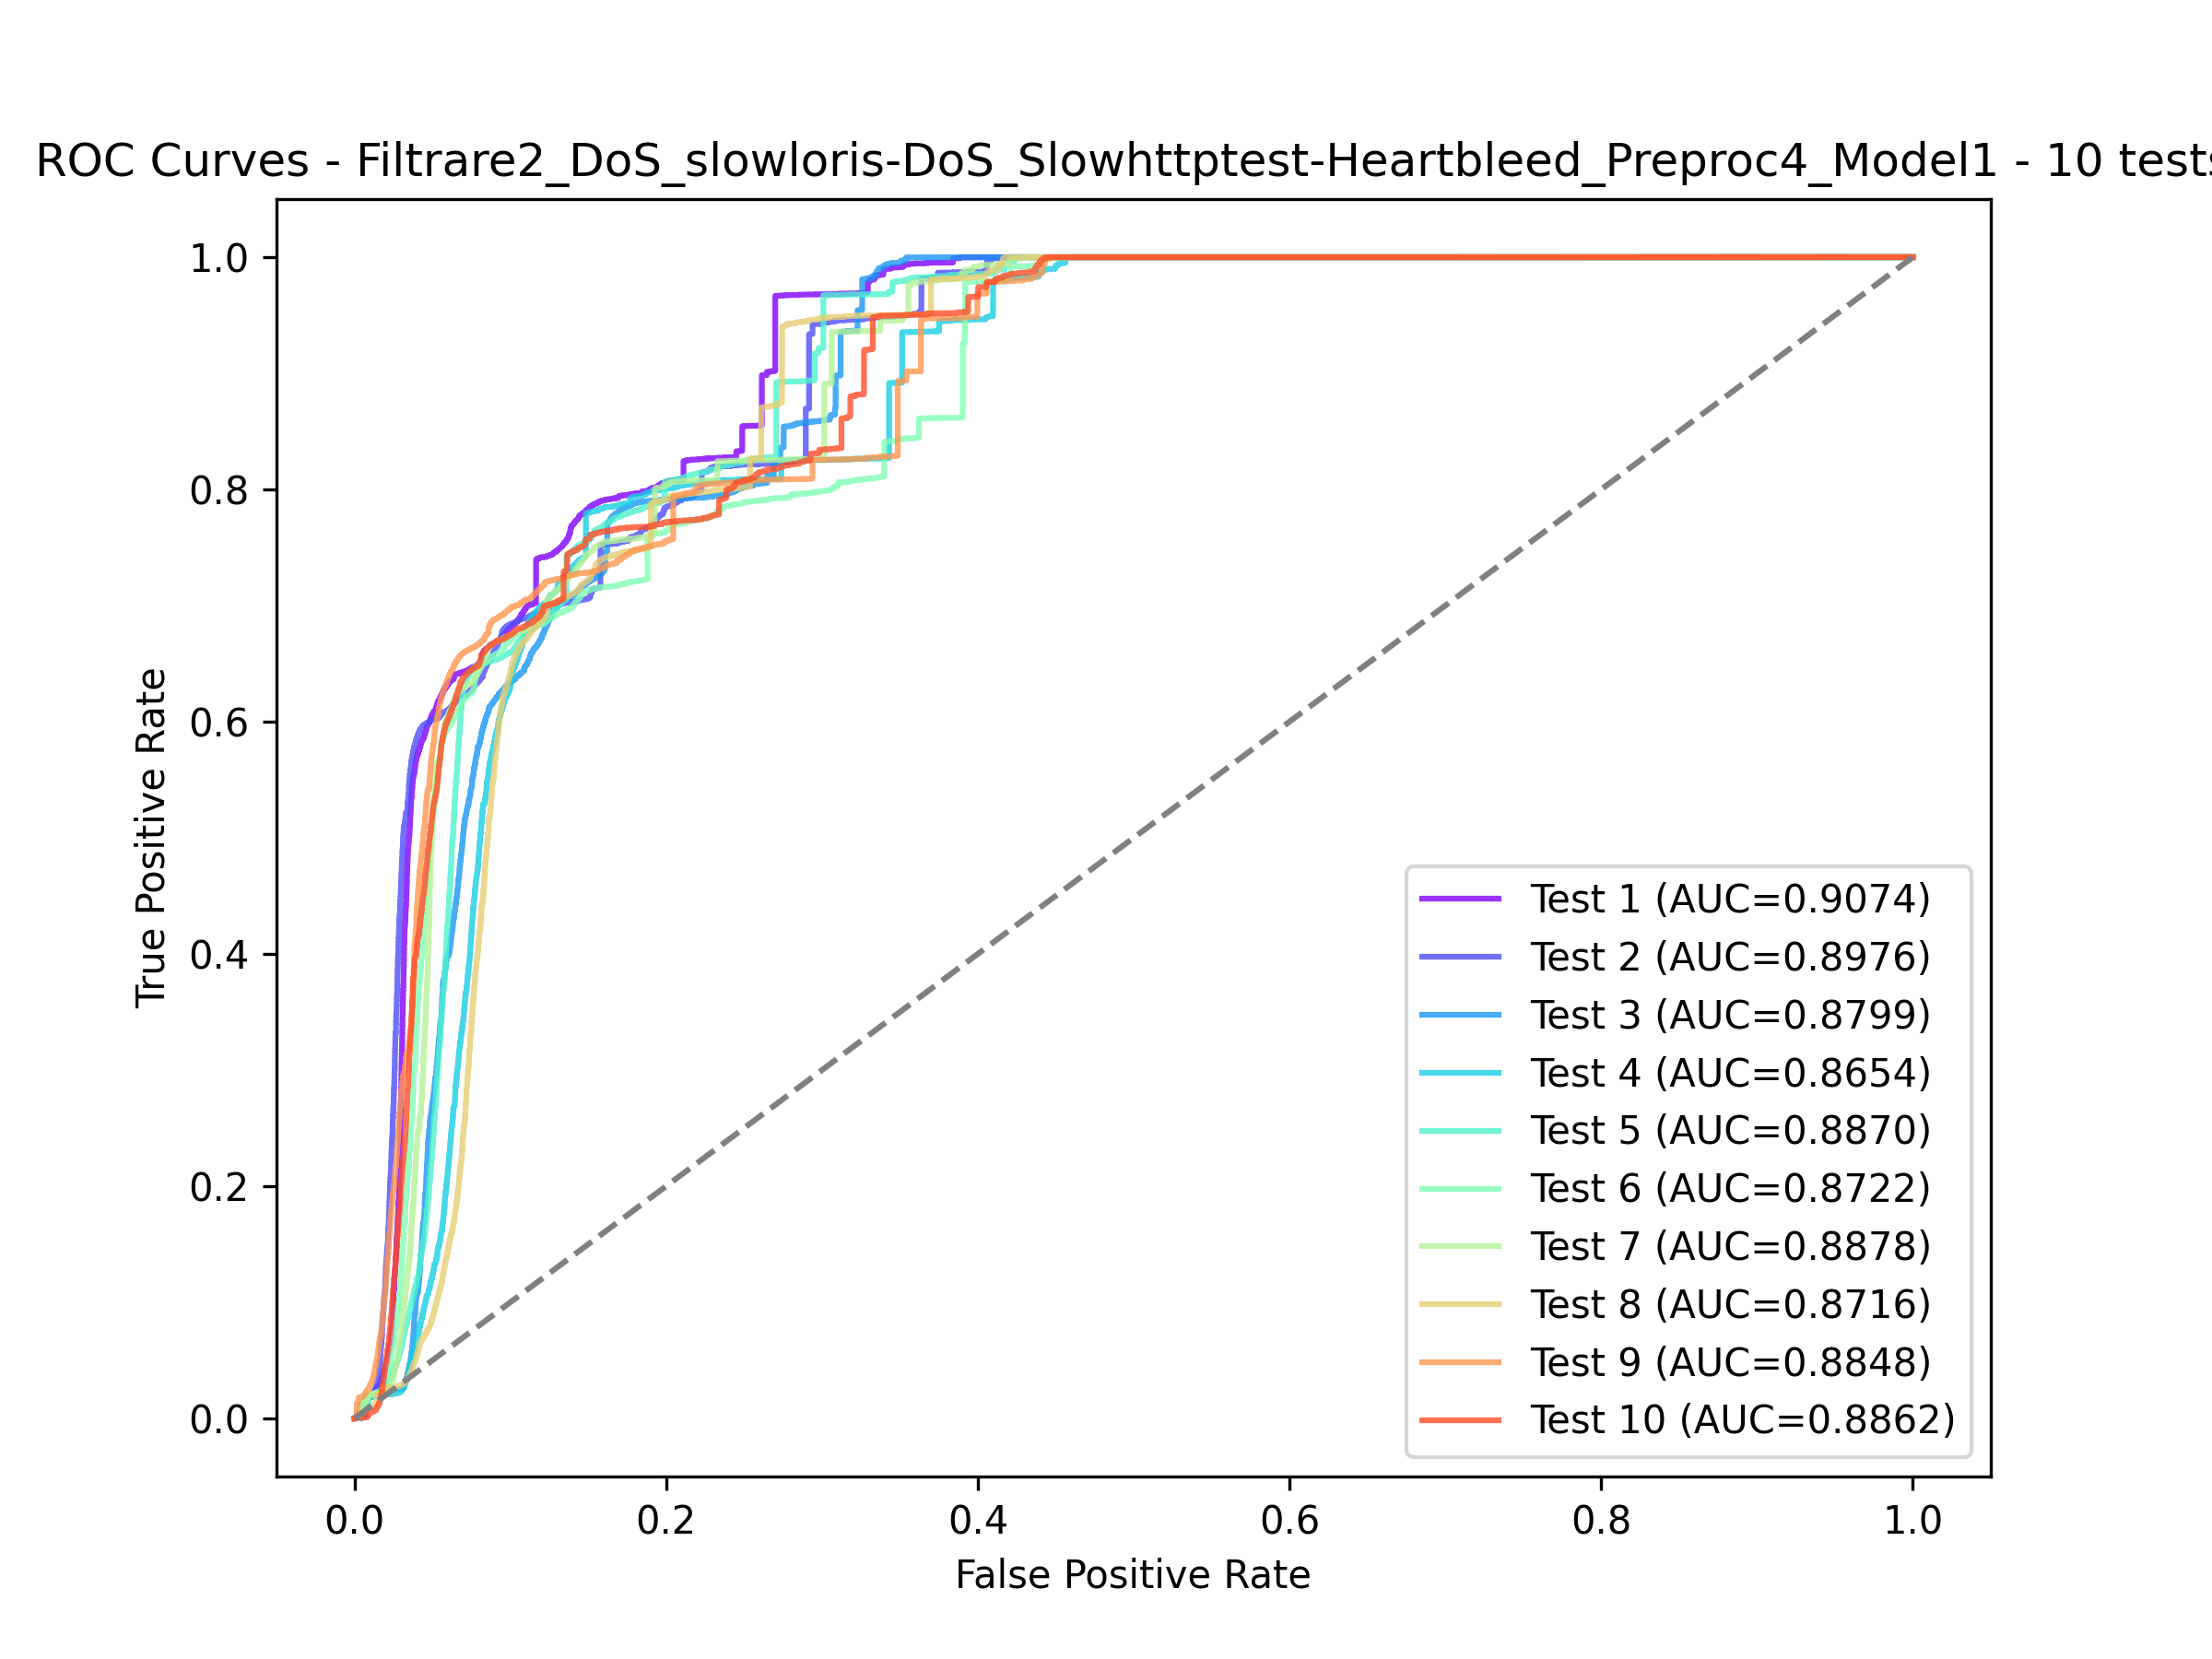 ROC Curves - Filtrare2_DoS_slowloris-DoS_Slowhttptest-Heartbleed_Preproc4_Model1 - 10 tests
1.0
0.8
0.6
0.4
0.2
0.0
True Positive Rate
Test 1 (AUC=0.9074)
Test 2 (AUC=0.8976)
Test 3 (AUC=0.8799)
Test 4 (AUC=0.8654)
Test 5 (AUC=0.8870)
Test 6 (AUC=0.8722)
Test 7 (AUC=0.8878)
Test 8 (AUC=0.8716)
Test 9 (AUC=0.8848)
Test 10 (AUC=0.8862)
0.0 0.2 0.4 0.6 0.8 1.0
False Positive Rate